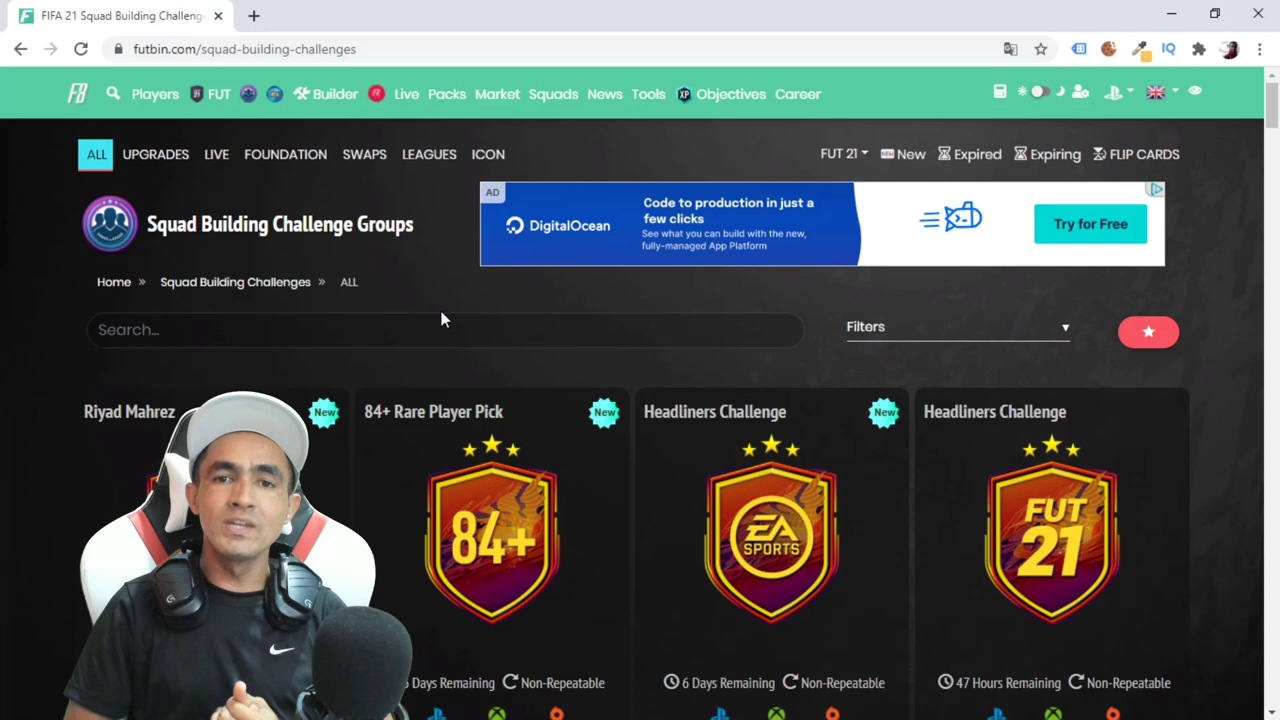 FIFA 21 Squad Building Challeng
futbin.com/squad-building-challenges
IQ
F8 Players FUT Builder Live Packs Market Squads News Tools XP Objectives Career
ALL UPGRADES LIVE FOUNDATION SWAPS LEAGUES ICON FUT 21 NEW New Expired Expiring FLIP CARDS
Squad Building Challenge Groups
AD
DigitalOcean
Code to production in just a
few clicks
See what you can build with the new,
fully-managed App Platform
Try for Free
Home » Squad Building Challenges » ALL
Search...
Filters
Riyad Mahrez New
84+ Rare Player Pick New
Headliners Challenge New
Headliners Challenge
84+
EA
SPORTS
FUT
21
Days Remaining Non-Repeatable
6 Days Remaining Non-Repeatable
47 Hours Remaining Non-Repeatable